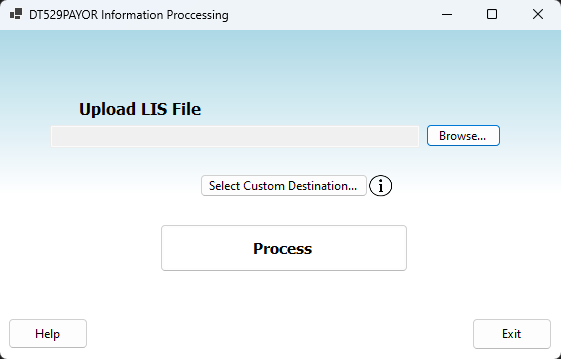 DT529PAYOR Information Proccessing
Upload LIS File
Browse...
Select Custom Destination...
i
Process
Help
Exit